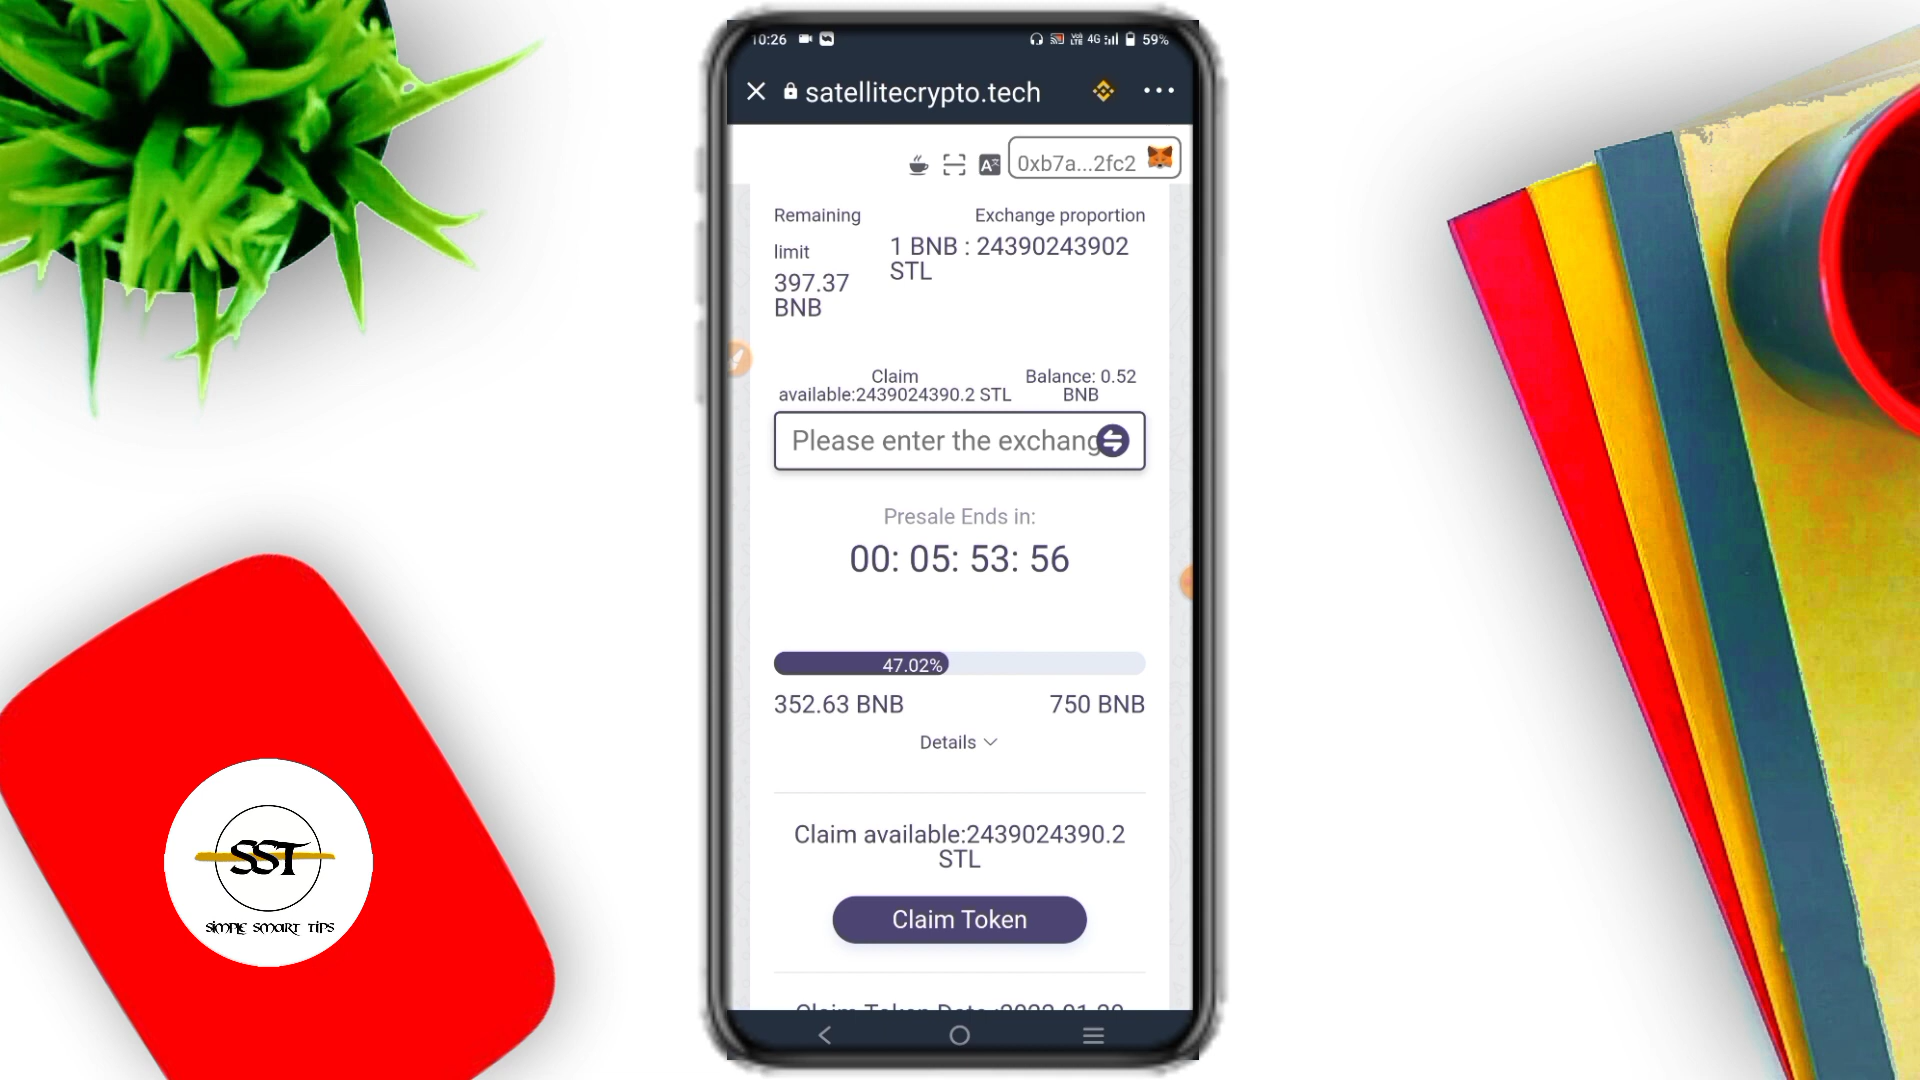 10:26
VoLTE 4G 59%
satellitecrypto.tech
0xb7a...2fc2
Remaining limit
397.37 BNB
Exchange proportion
1 BNB : 24390243902 STL
Claim available:2439024390.2 STL
Balance: 0.52 BNB
Please enter the exchang
Presale Ends in:
00: 05: 53: 56
47.02%
352.63 BNB
750 BNB
Details
Claim available:2439024390.2
STL
Claim Token
SST
SIMPLE SMART TIPS